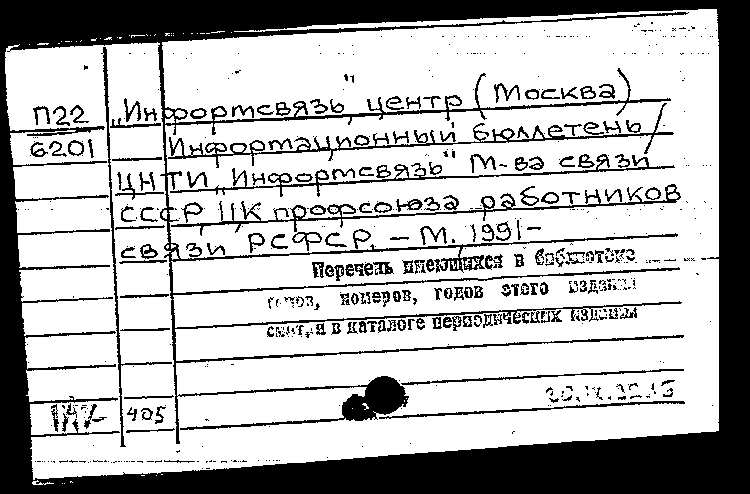 П22 „Информсвязь", центр (Москва)
6201 Информационный бюллетень /
ЦНТИ „Информсвязь" М-ва связи
СССР, ЦК профсоюза работников
связи РСФСР. – М., 1991 –
Перечень имеющихся в библиотеке
томов, номеров, годов этого издания
смотри в каталоге периодических изданий
405